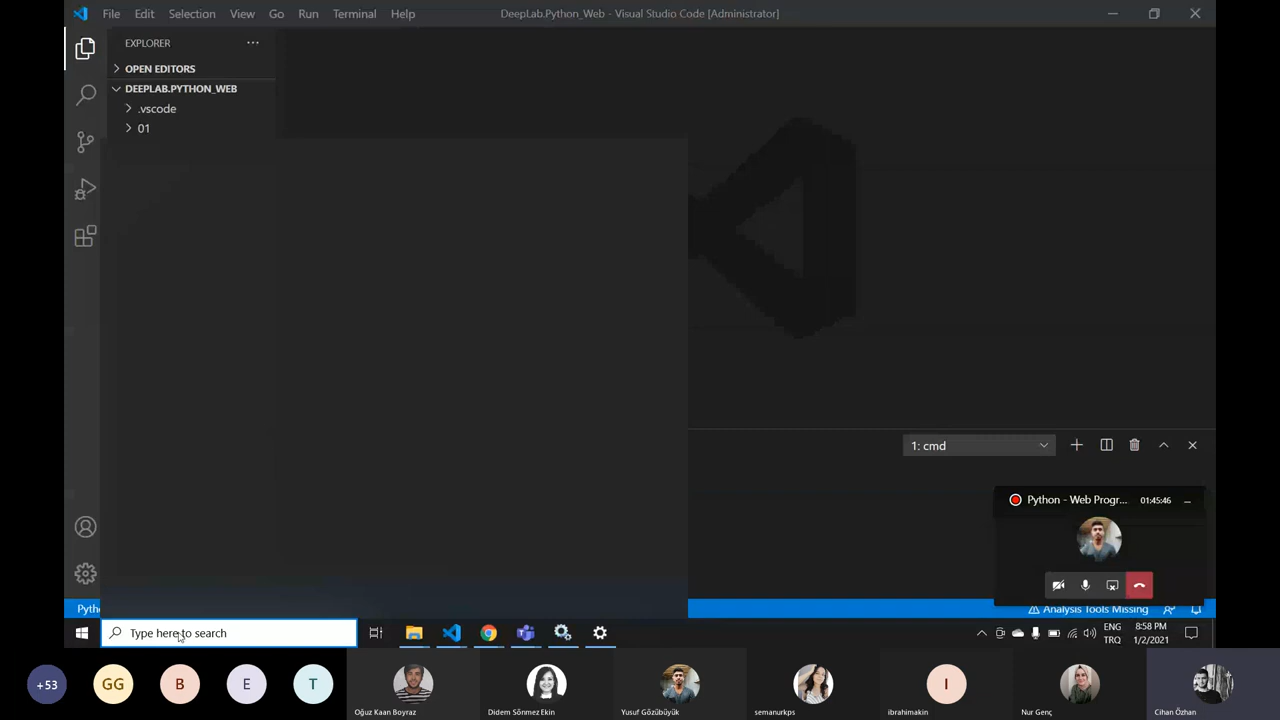 File Edit Selection View Go Run Terminal Help
DeepLab.Python_Web - Visual Studio Code [Administrator]
EXPLORER
OPEN EDITORS
DEEPLAB.PYTHON_WEB
.vscode
01
1: cmd
Python - Web Progr...
01:45:46
Pyth
Analysis Tools Missing
Type here to search
ENG
TRQ
8:58 PM
1/2/2021
+53
GG
B
E
T
I
Oğuz Kaan Boyraz
Didem Sönmez Ekin
Yusuf Gözübüyük
semanurkps
ibrahimakin
Nur Genç
Cihan Özhan